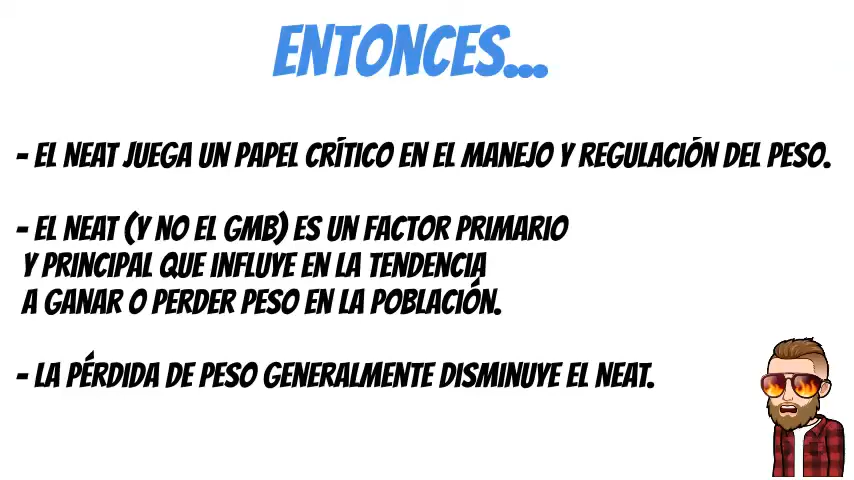 ENTONCES...
- EL NEAT JUEGA UN PAPEL CRÍTICO EN EL MANEJO Y REGULACIÓN DEL PESO.
- EL NEAT (Y NO EL GMB) ES UN FACTOR PRIMARIO
Y PRINCIPAL QUE INFLUYE EN LA TENDENCIA
A GANAR O PERDER PESO EN LA POBLACIÓN.
- LA PÉRDIDA DE PESO GENERALMENTE DISMINUYE EL NEAT.